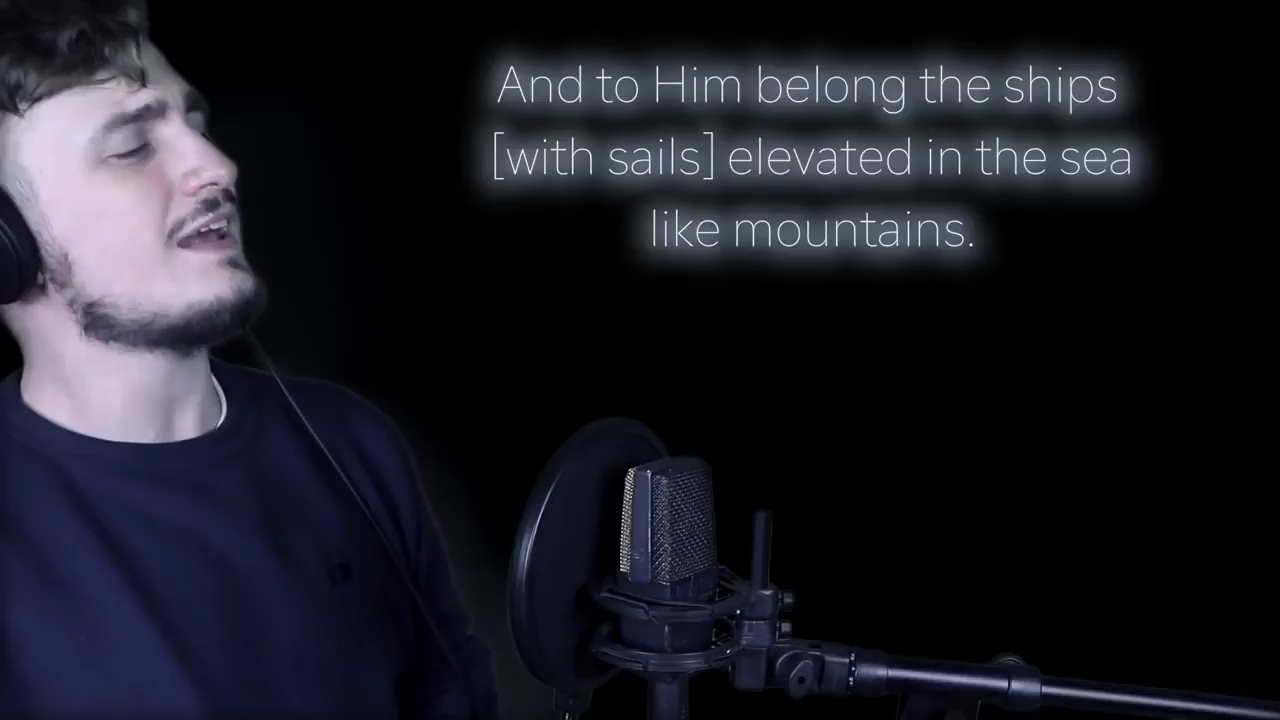 And to Him belong the ships
[with sails] elevated in the sea
like mountains.